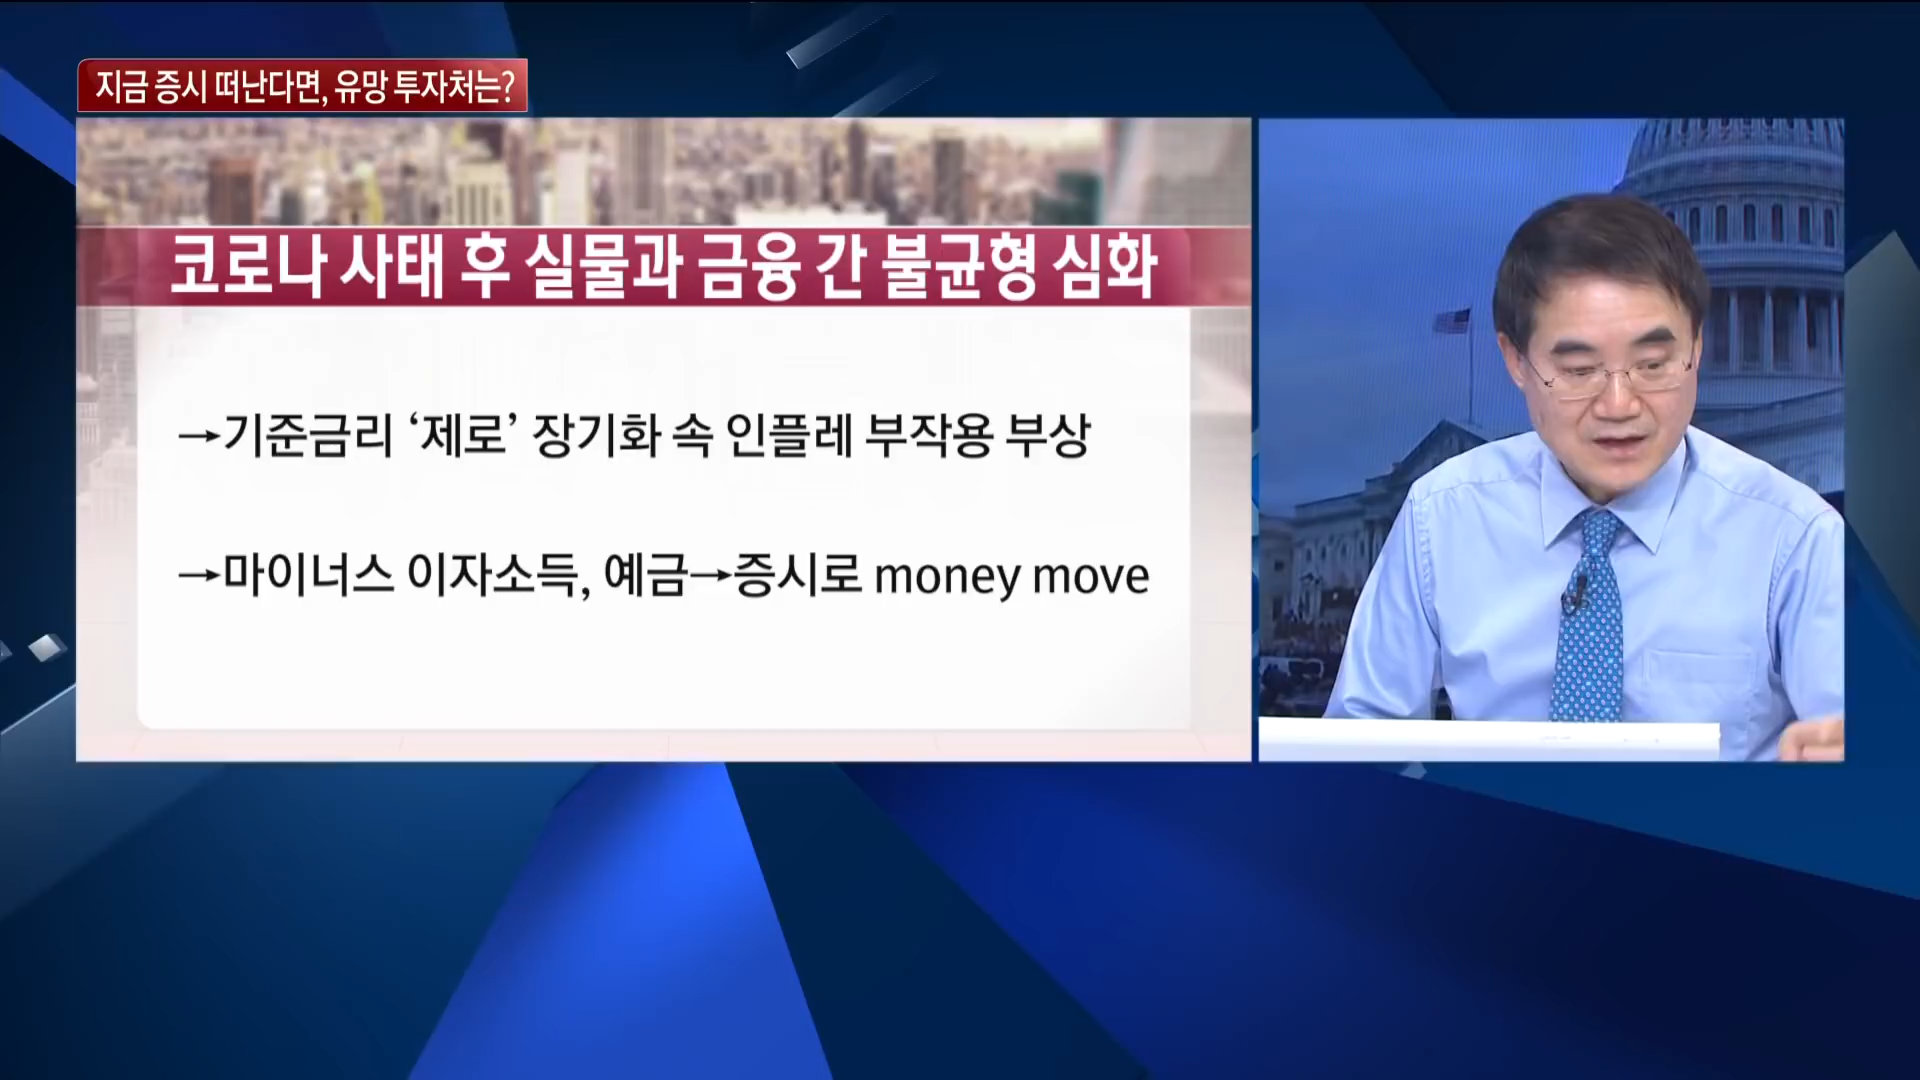 지금 증시 떠난다면, 유망 투자처는?
코로나 사태 후 실물과 금융 간 불균형 심화
→기준금리 ‘제로’ 장기화 속 인플레 부작용 부상
→마이너스 이자소득, 예금→증시로 money move